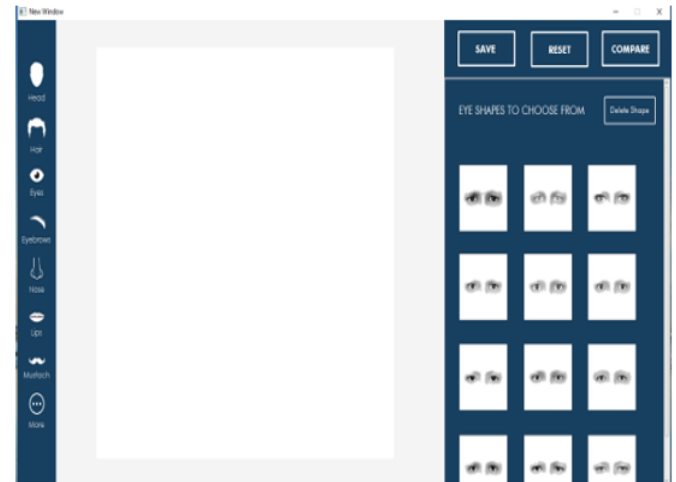 New Window
SAVE
RESET
COMPARE
EYE SHAPES TO CHOOSE FROM
Delete Shape
Head
Hair
Eyes
Eyebrows
Nose
Lips
Mustach
More